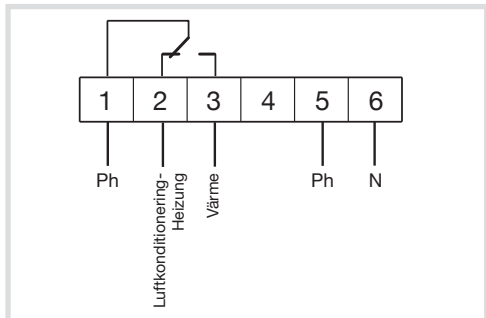 1 2 3 4 5 6
Ph
Luftkonditionering-
Heizung
Värme
Ph
N